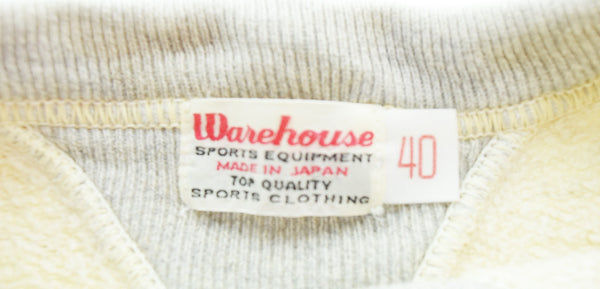 Warehouse
SPORTS EQUIPMENT
MADE IN JAPAN
TOP QUALITY
SPORTS CLOTHING
40